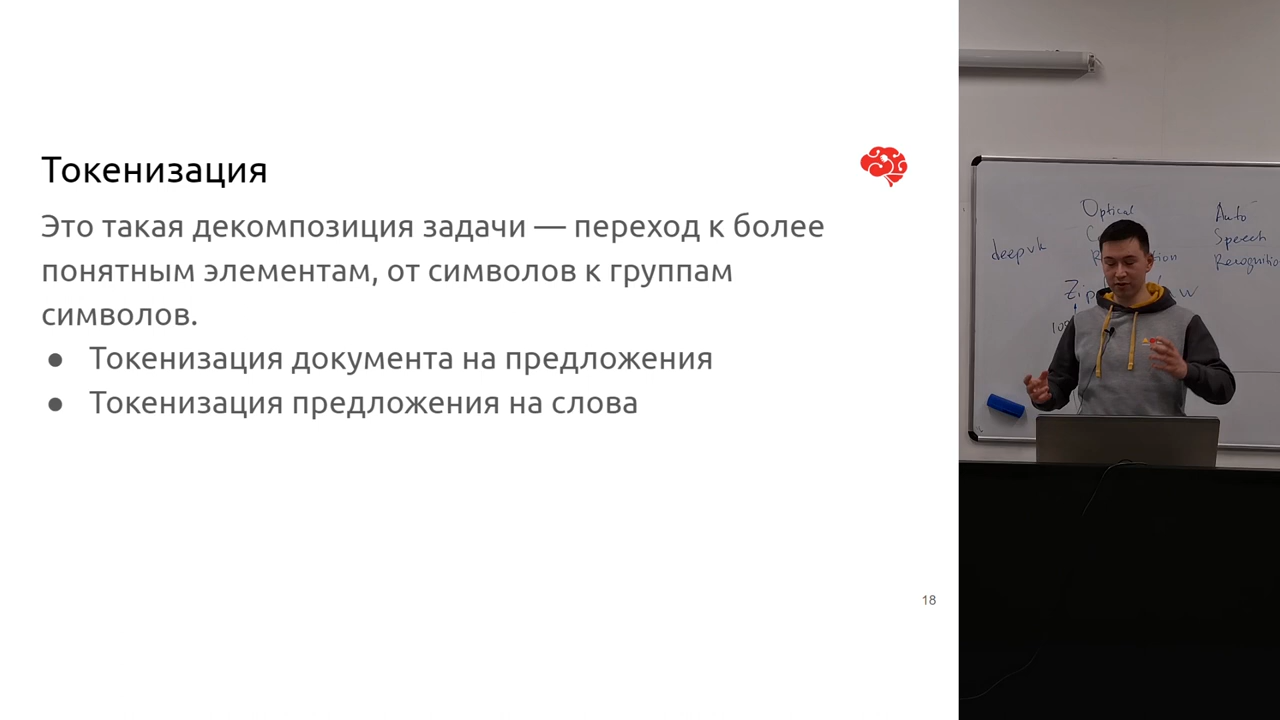 Токенизация
Это такая декомпозиция задачи — переход к более
понятным элементам, от символов к группам
символов.
● Токенизация документа на предложения
● Токенизация предложения на слова
18
Optical
deepvk
Auto
Speech